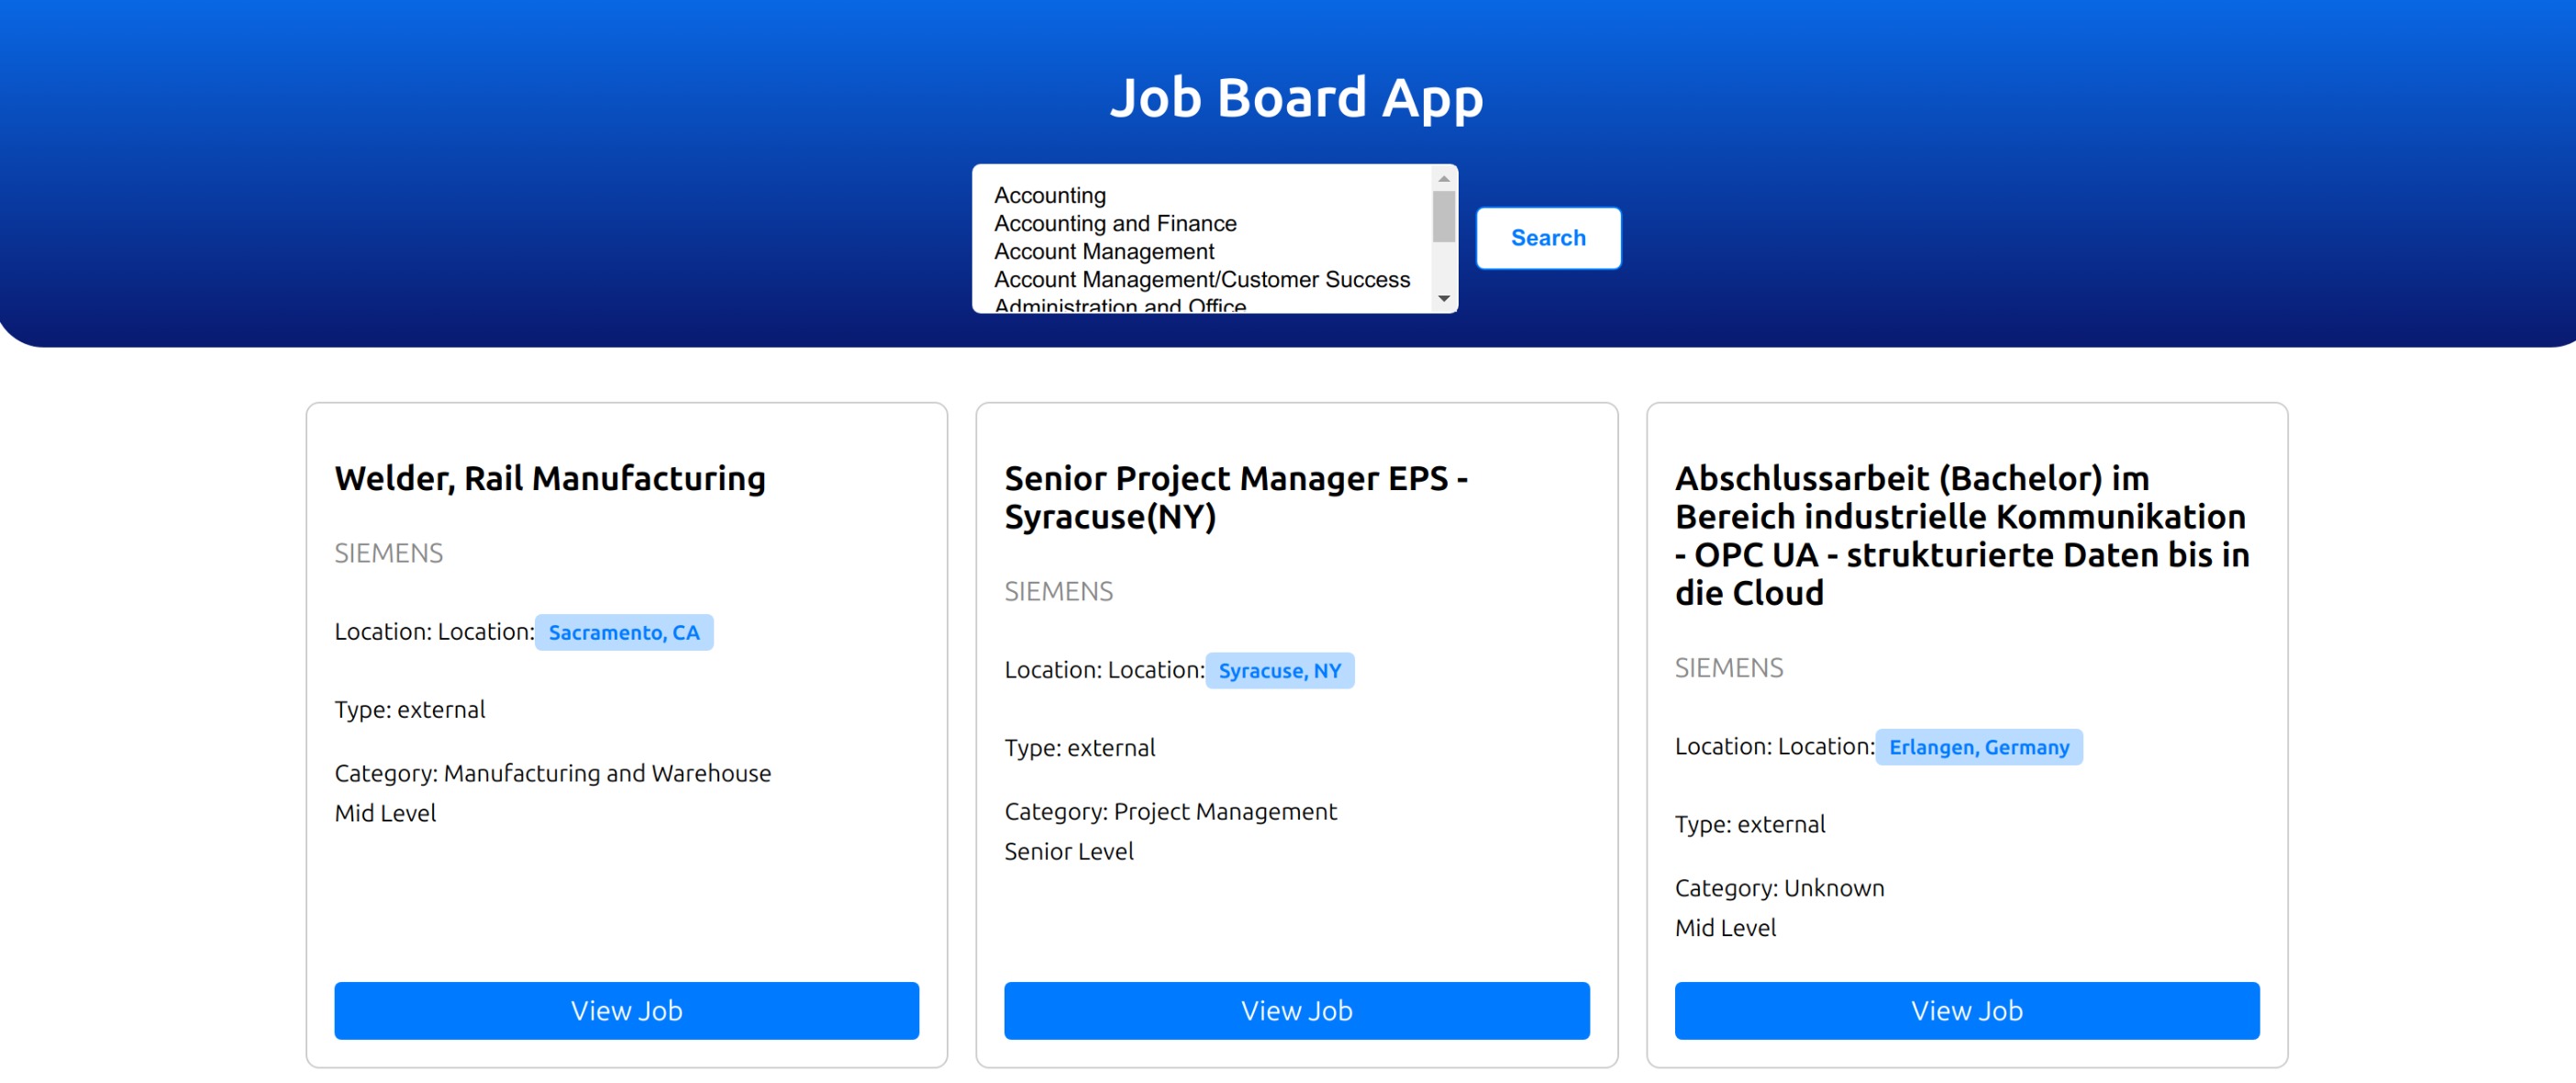 Job Board App
Accounting
Accounting and Finance
Account Management
Account Management/Customer Success
Administration and Office
Search
Welder, Rail Manufacturing
SIEMENS
Location: Location: Sacramento, CA
Type: external
Category: Manufacturing and Warehouse
Mid Level
View Job
Senior Project Manager EPS -
Syracuse(NY)
SIEMENS
Location: Location: Syracuse, NY
Type: external
Category: Project Management
Senior Level
View Job
Abschlussarbeit (Bachelor) im
Bereich industrielle Kommunikation
- OPC UA - strukturierte Daten bis in
die Cloud
SIEMENS
Location: Location: Erlangen, Germany
Type: external
Category: Unknown
Mid Level
View Job